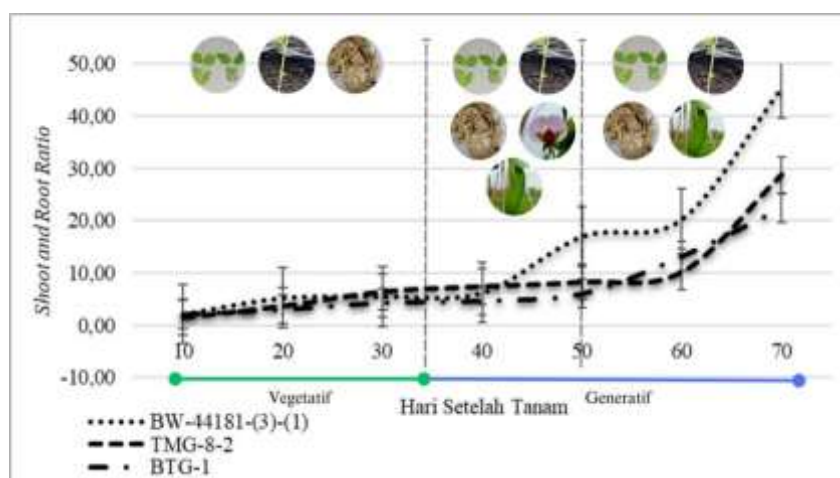 Shoot and Root Ratio
50,00
40,00
30,00
20,00
10,00
0,00
-10,00
10 20 30 40 50 60 70
Vegetatif Generatif
Hari Setelah Tanam
BW-44181-(3)-(1)
TMG-8-2
BTG-1